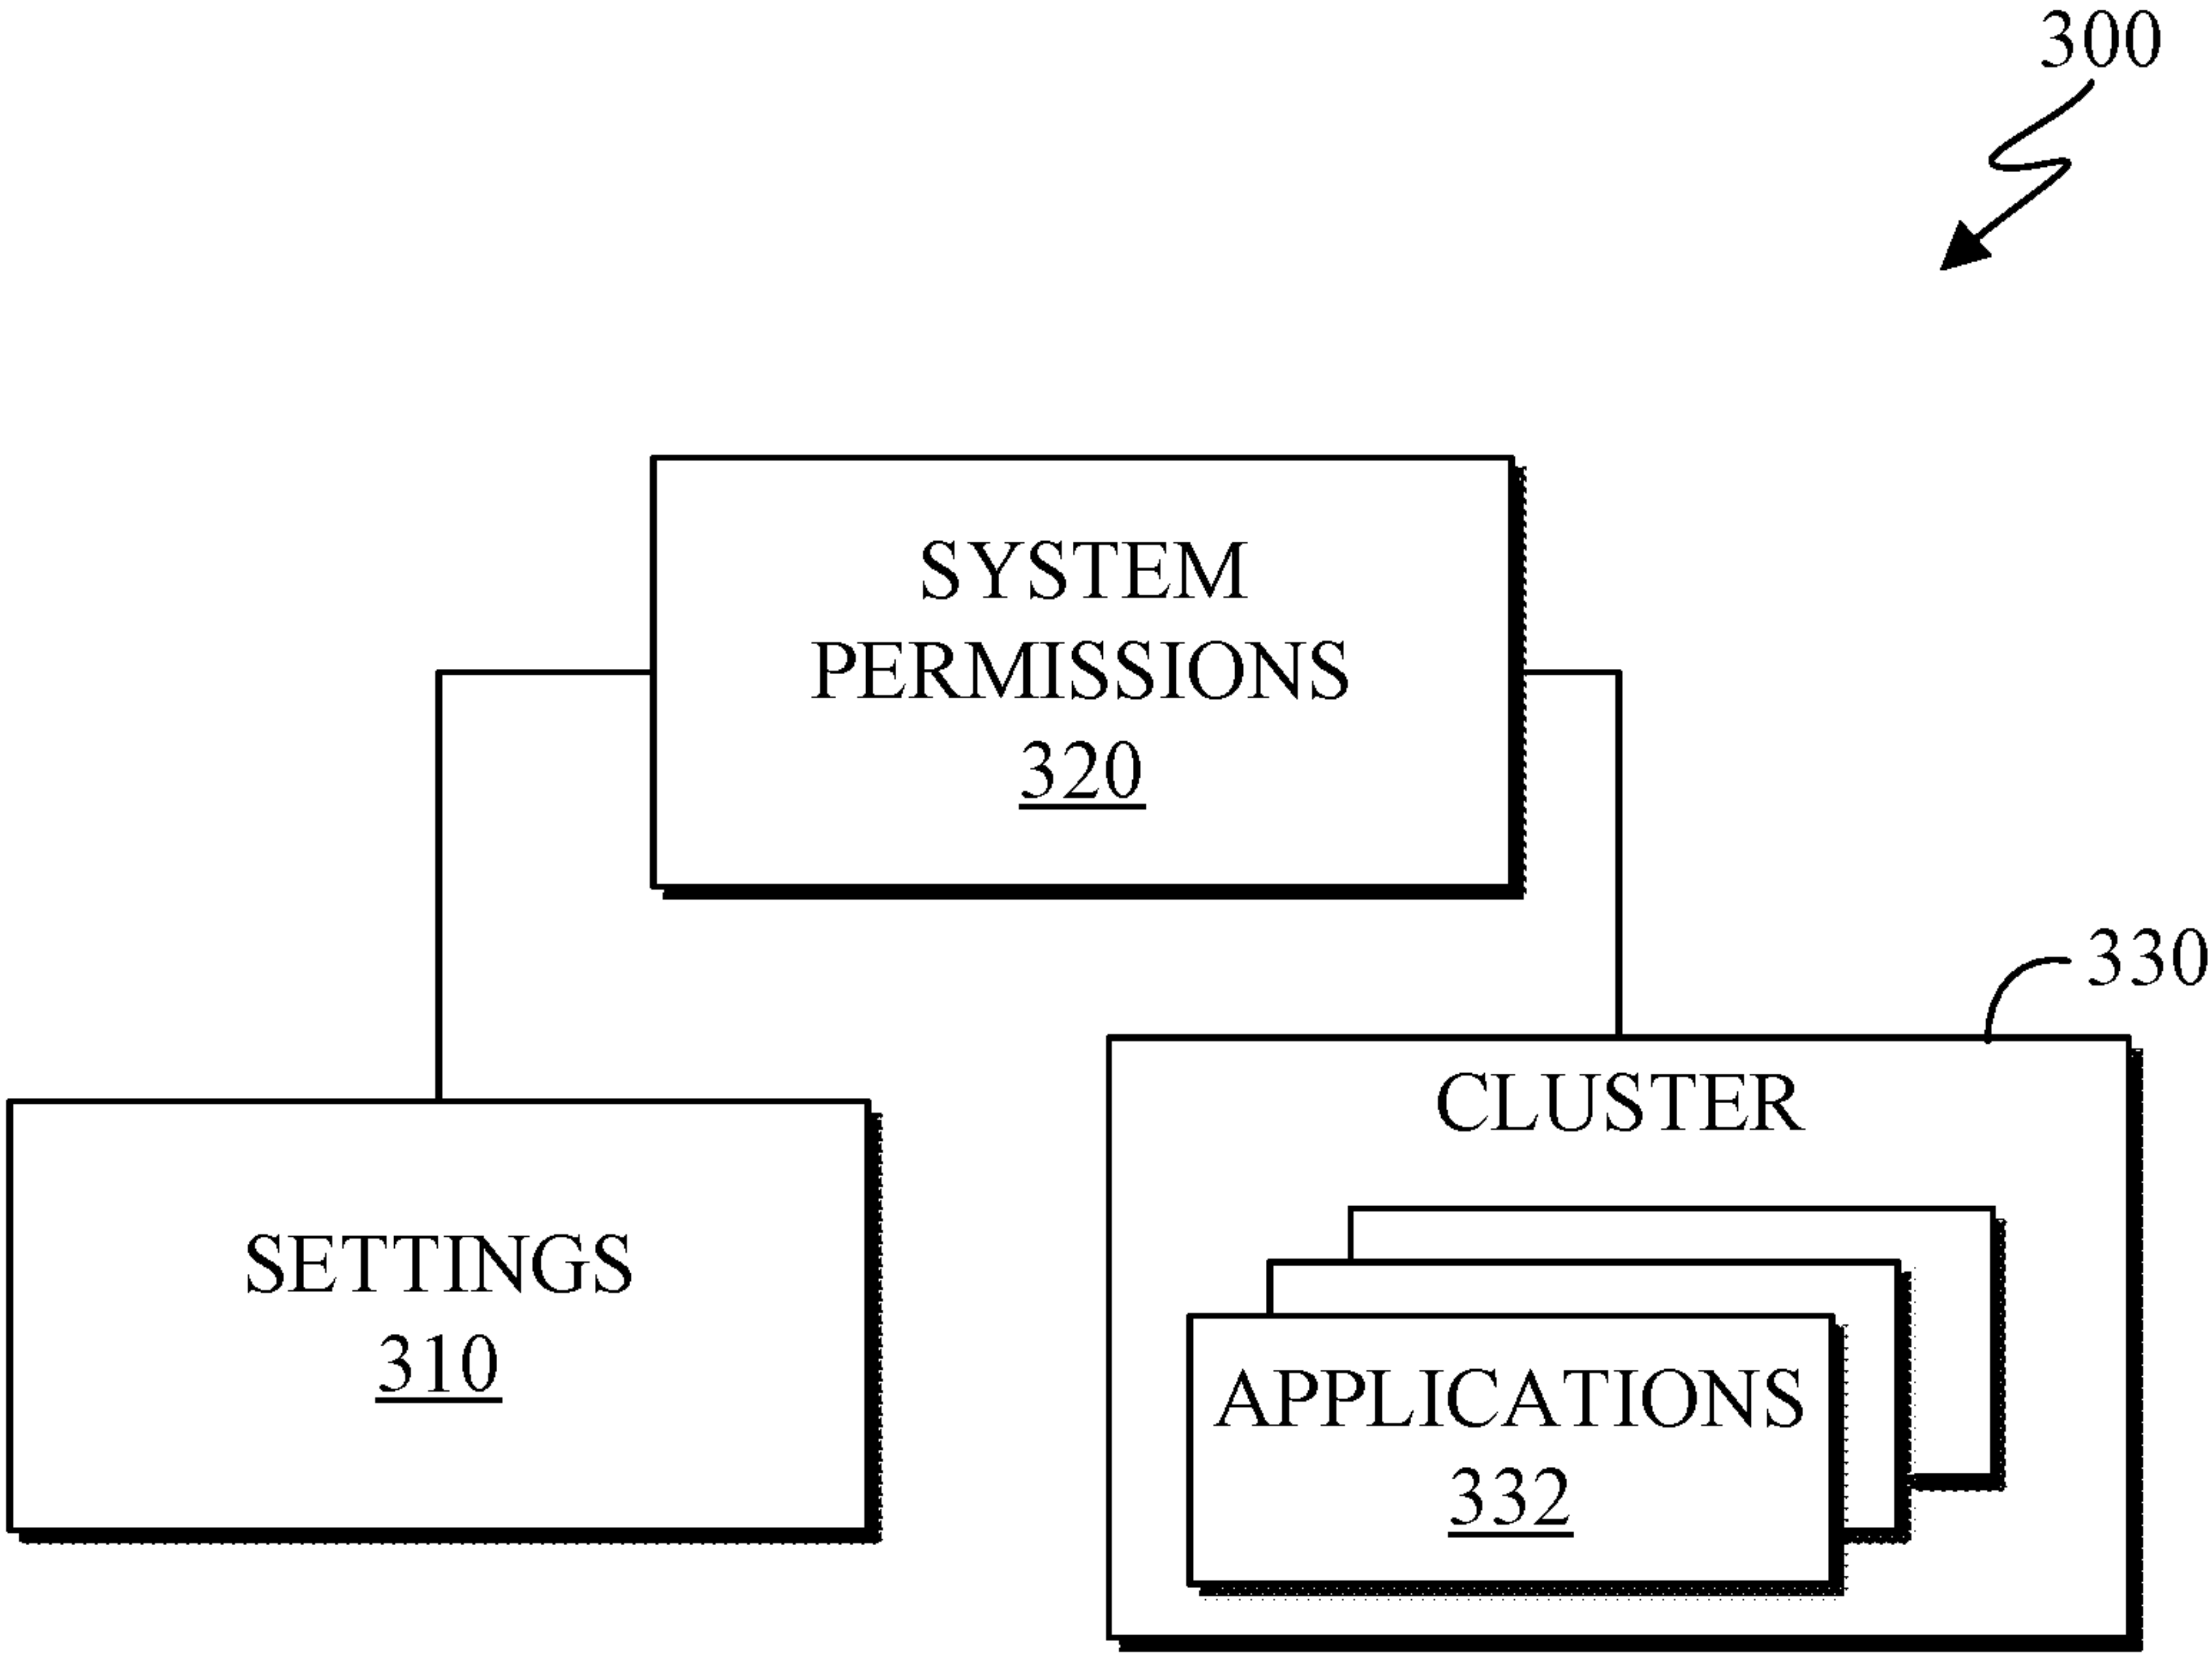 300
SYSTEM
PERMISSIONS
320
330
CLUSTER
SETTINGS
310
APPLICATIONS
332